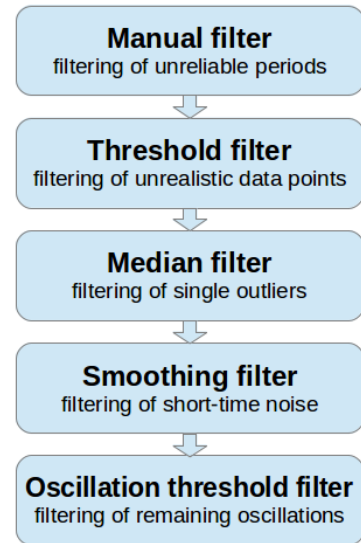 Manual filter
filtering of unreliable periods
Threshold filter
filtering of unrealistic data points
Median filter
filtering of single outliers
Smoothing filter
filtering of short-time noise
Oscillation threshold filter
filtering of remaining oscillations